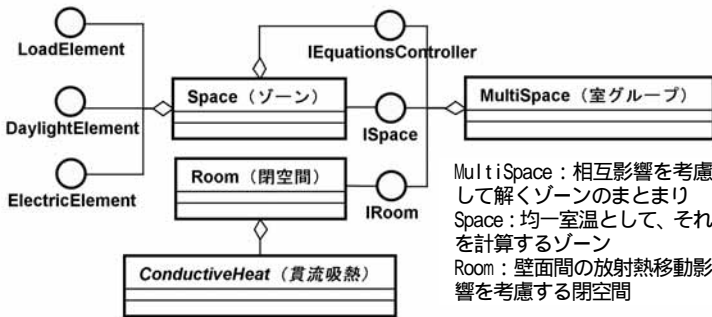 LoadElement
DaylightElement
ElectricElement
IEquationsController
Space（ゾーン）
ISpace
MultiSpace（室グループ）
Room（閉空間）
IRoom
ConductiveHeat（貫流吸熱）
MultiSpace：相互影響を考慮
して解くゾーンのまとまり
Space：均一室温として、それ
を計算するゾーン
Room：壁面間の放射熱移動影
響を考慮する閉空間